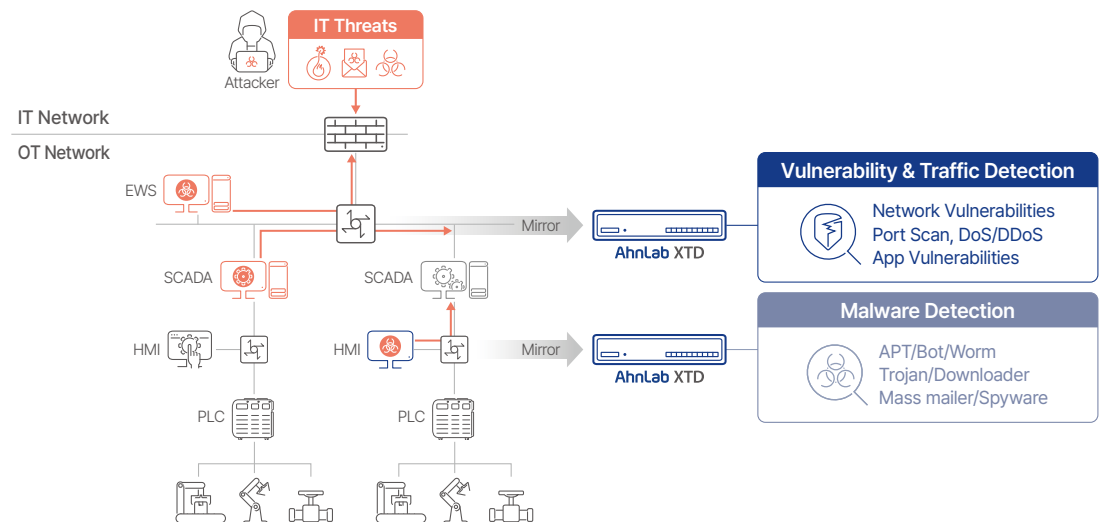 IT Threats
Attacker
IT Network
OT Network
EWS
Mirror
AhnLab XTD
Vulnerability & Traffic Detection
Network Vulnerabilities
Port Scan, DoS/DDoS
App Vulnerabilities
SCADA
SCADA
HMI
HMI
Mirror
AhnLab XTD
Malware Detection
APT/Bot/Worm
Trojan/Downloader
Mass mailer/Spyware
PLC
PLC